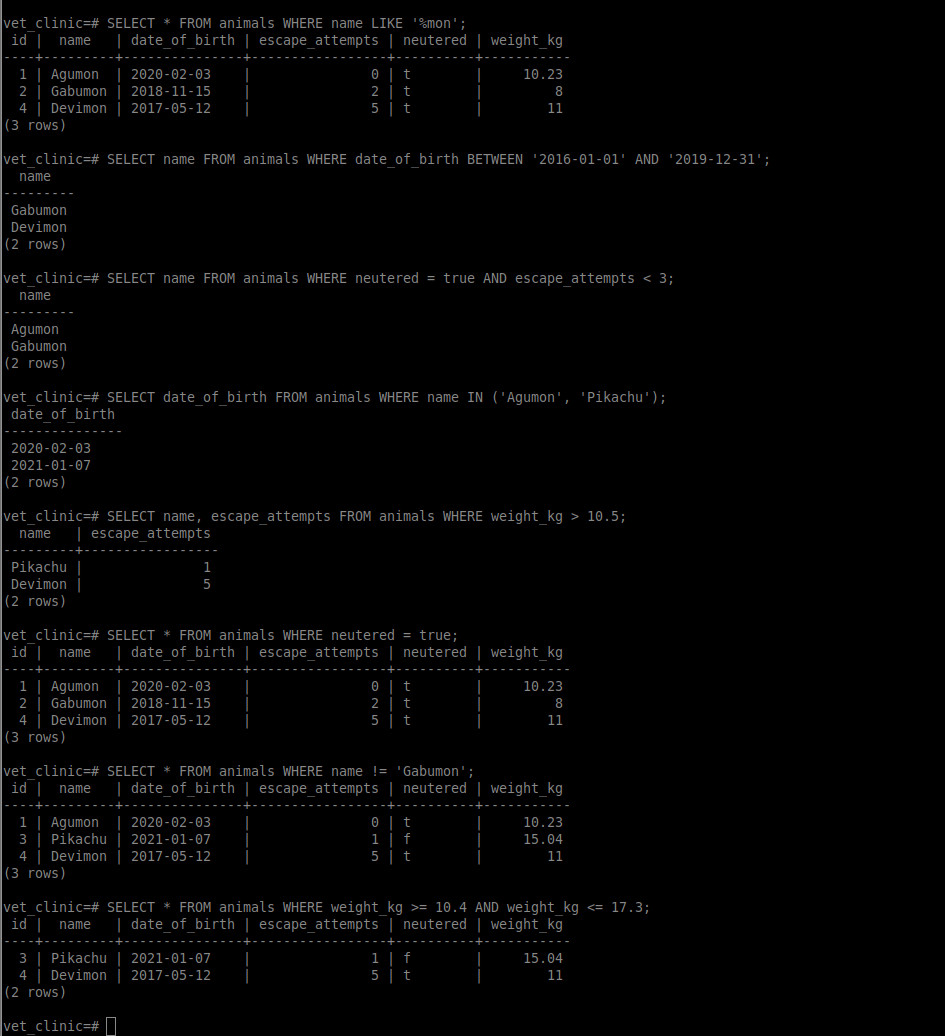 vet_clinic=# SELECT * FROM animals WHERE name LIKE '%mon';
 id |  name   | date_of_birth | escape_attempts | neutered | weight_kg
----+---------+---------------+-----------------+----------+-----------
  1 | Agumon  | 2020-02-03    |               0 | t        |     10.23
  2 | Gabumon | 2018-11-15    |               2 | t        |         8
  4 | Devimon | 2017-05-12    |               5 | t        |        11
(3 rows)

vet_clinic=# SELECT name FROM animals WHERE date_of_birth BETWEEN '2016-01-01' AND '2019-12-31';
  name
---------
 Gabumon
 Devimon
(2 rows)

vet_clinic=# SELECT name FROM animals WHERE neutered = true AND escape_attempts < 3;
  name
---------
 Agumon
 Gabumon
(2 rows)

vet_clinic=# SELECT date_of_birth FROM animals WHERE name IN ('Agumon', 'Pikachu');
 date_of_birth
---------------
 2020-02-03
 2021-01-07
(2 rows)

vet_clinic=# SELECT name, escape_attempts FROM animals WHERE weight_kg > 10.5;
  name   | escape_attempts
---------+-----------------
 Pikachu |               1
 Devimon |               5
(2 rows)

vet_clinic=# SELECT * FROM animals WHERE neutered = true;
 id |  name   | date_of_birth | escape_attempts | neutered | weight_kg
----+---------+---------------+-----------------+----------+-----------
  1 | Agumon  | 2020-02-03    |               0 | t        |     10.23
  2 | Gabumon | 2018-11-15    |               2 | t        |         8
  4 | Devimon | 2017-05-12    |               5 | t        |        11
(3 rows)

vet_clinic=# SELECT * FROM animals WHERE name != 'Gabumon';
 id |  name   | date_of_birth | escape_attempts | neutered | weight_kg
----+---------+---------------+-----------------+----------+-----------
  1 | Agumon  | 2020-02-03    |               0 | t        |     10.23
  3 | Pikachu | 2021-01-07    |               1 | f        |     15.04
  4 | Devimon | 2017-05-12    |               5 | t        |        11
(3 rows)

vet_clinic=# SELECT * FROM animals WHERE weight_kg >= 10.4 AND weight_kg <= 17.3;
 id |  name   | date_of_birth | escape_attempts | neutered | weight_kg
----+---------+---------------+-----------------+----------+-----------
  3 | Pikachu | 2021-01-07    |               1 | f        |     15.04
  4 | Devimon | 2017-05-12    |               5 | t        |        11
(2 rows)

vet_clinic=#